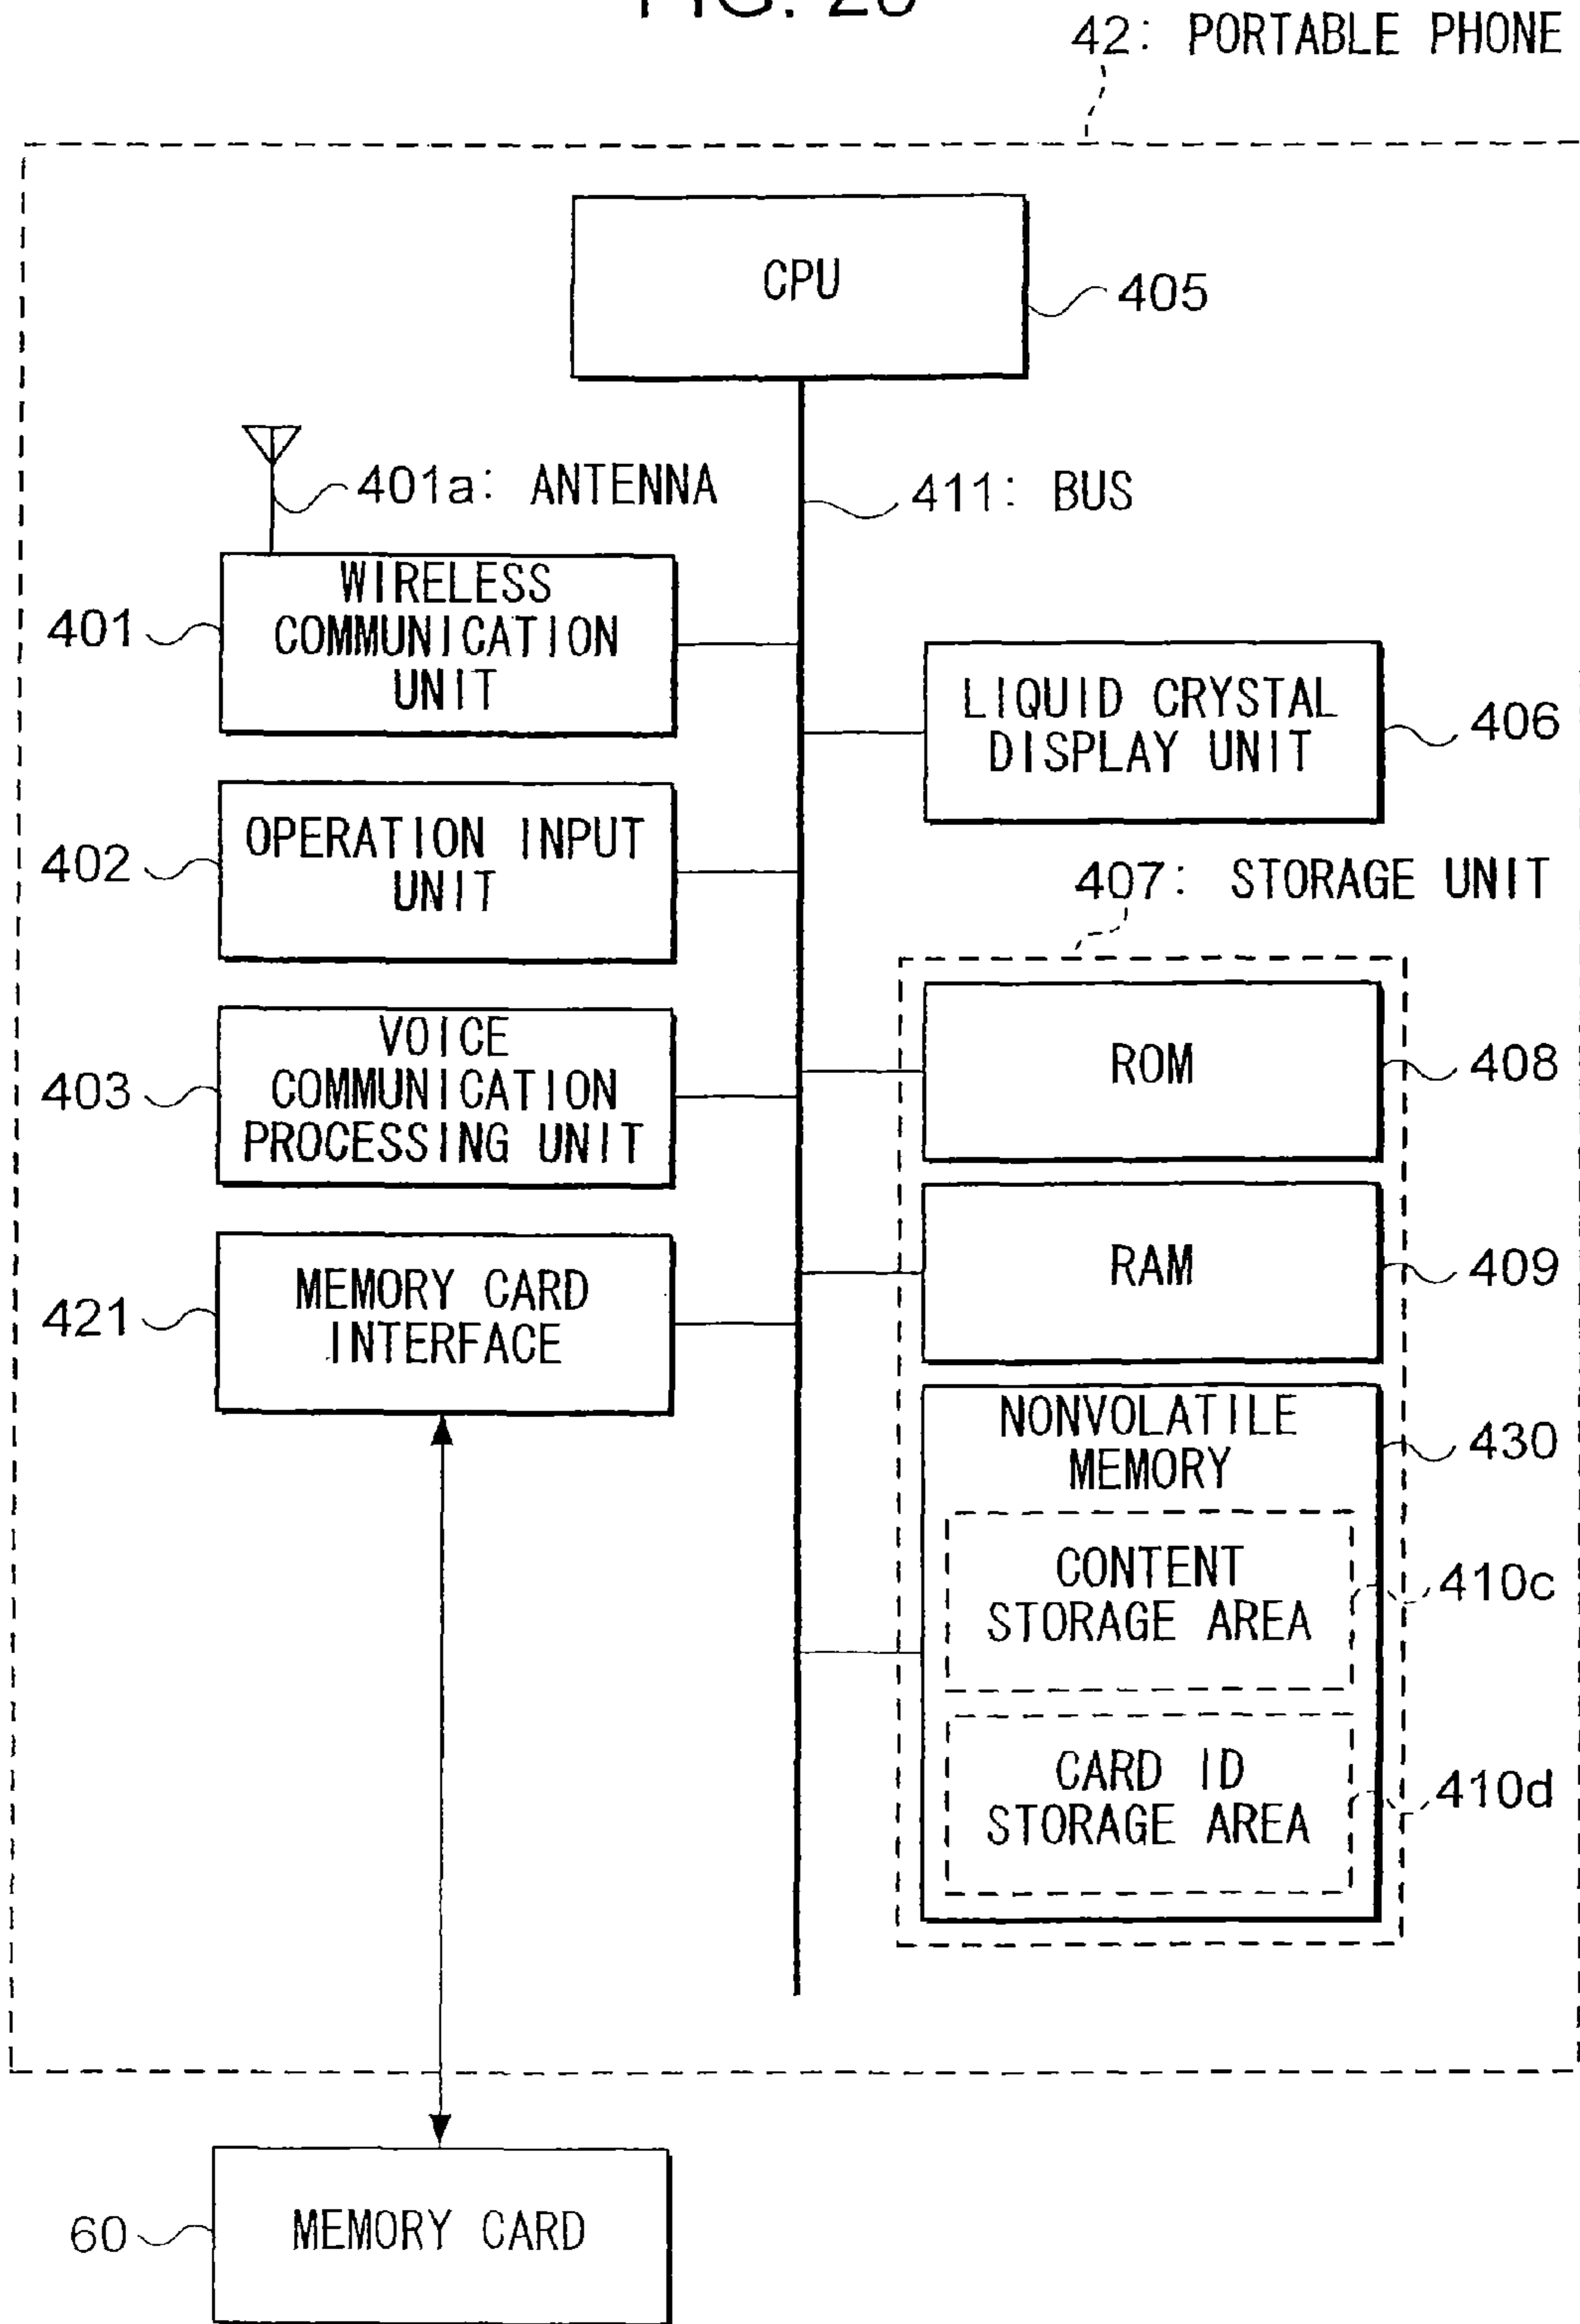 FIG.
42: PORTABLE PHONE
CPU
405
401a: ANTENNA
411: BUS
WIRELESS
COMMUNICATION
UNIT
401
LIQUID CRYSTAL
DISPLAY UNIT
406
OPERATION INPUT
UNIT
402
407: STORAGE UNIT
VOICE
COMMUNICATION
PROCESSING UNIT
403
ROM
408
RAM
409
MEMORY CARD
INTERFACE
421
NONVOLATILE
MEMORY
430
CONTENT
STORAGE AREA
410c
CARD ID
STORAGE AREA
410d
60
MEMORY CARD